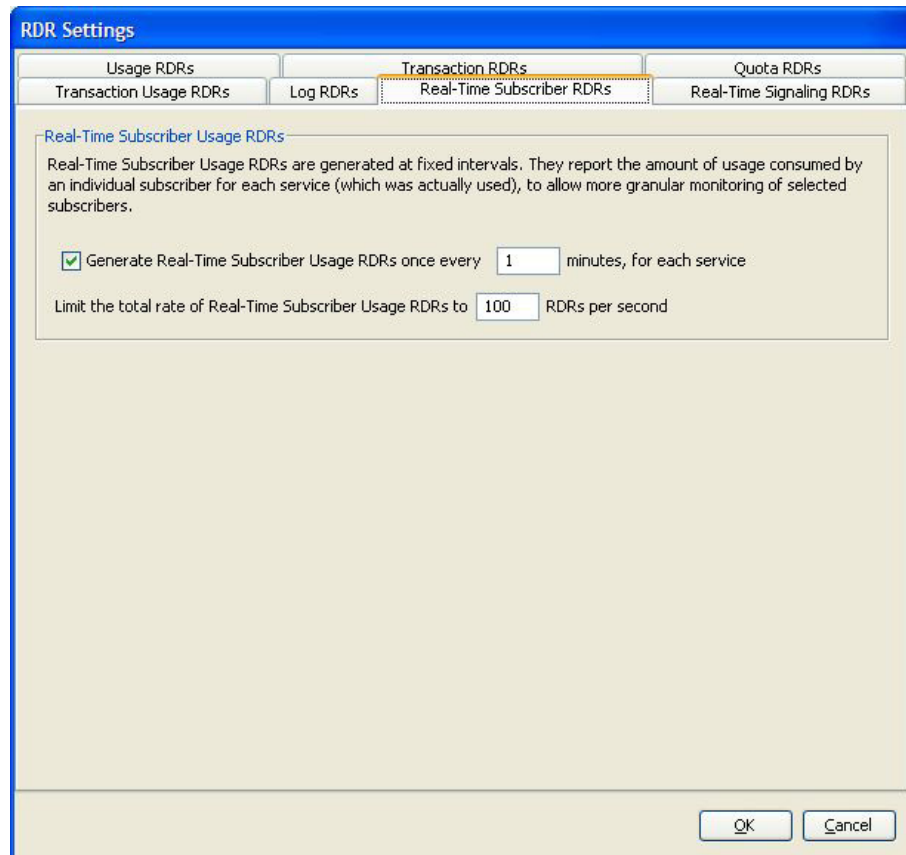 RDR Settings
Usage RDRs
Transaction RDRs
Quota RDRs
Transaction Usage RDRs
Log RDRs
Real-Time Subscriber RDRs
Real-Time Signaling RDRs
Real-Time Subscriber Usage RDRs
Real-Time Subscriber Usage RDRs are generated at fixed intervals. They report the amount of usage consumed by
an individual subscriber for each service (which was actually used), to allow more granular monitoring of selected
subscribers.
Generate Real-Time Subscriber Usage RDRs once every 1 minutes, for each service
Limit the total rate of Real-Time Subscriber Usage RDRs to 100 RDRs per second
OK
Cancel